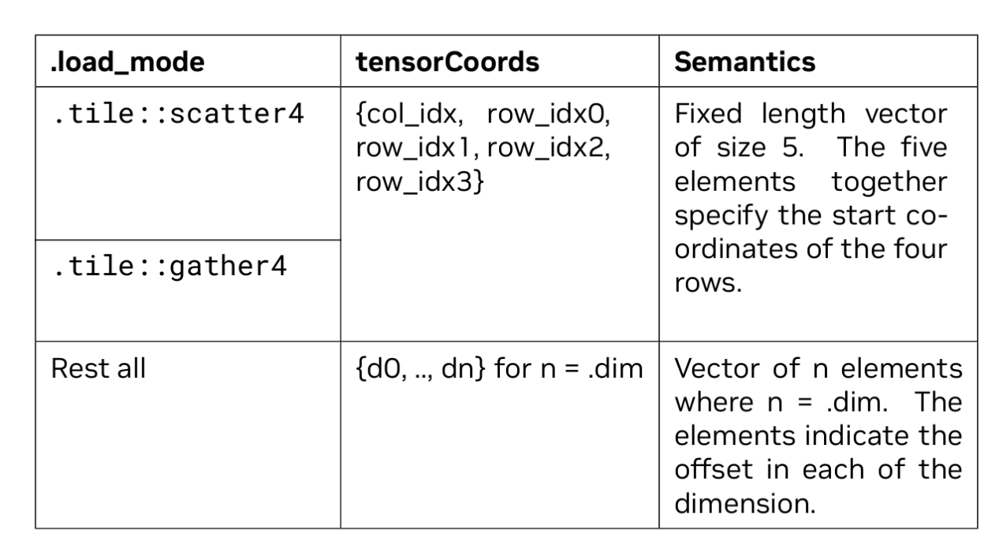 .load_mode
tensorCoords
Semantics
.tile::scatter4
{col_idx, row_idx0,
row_idx1, row_idx2,
row_idx3}
Fixed length vector
of size 5. The five
elements together
specify the start co-
ordinates of the four
rows.
.tile::gather4
Rest all
{d0, .., dn} for n = .dim
Vector of n elements
where n = .dim. The
elements indicate the
offset in each of the
dimension.